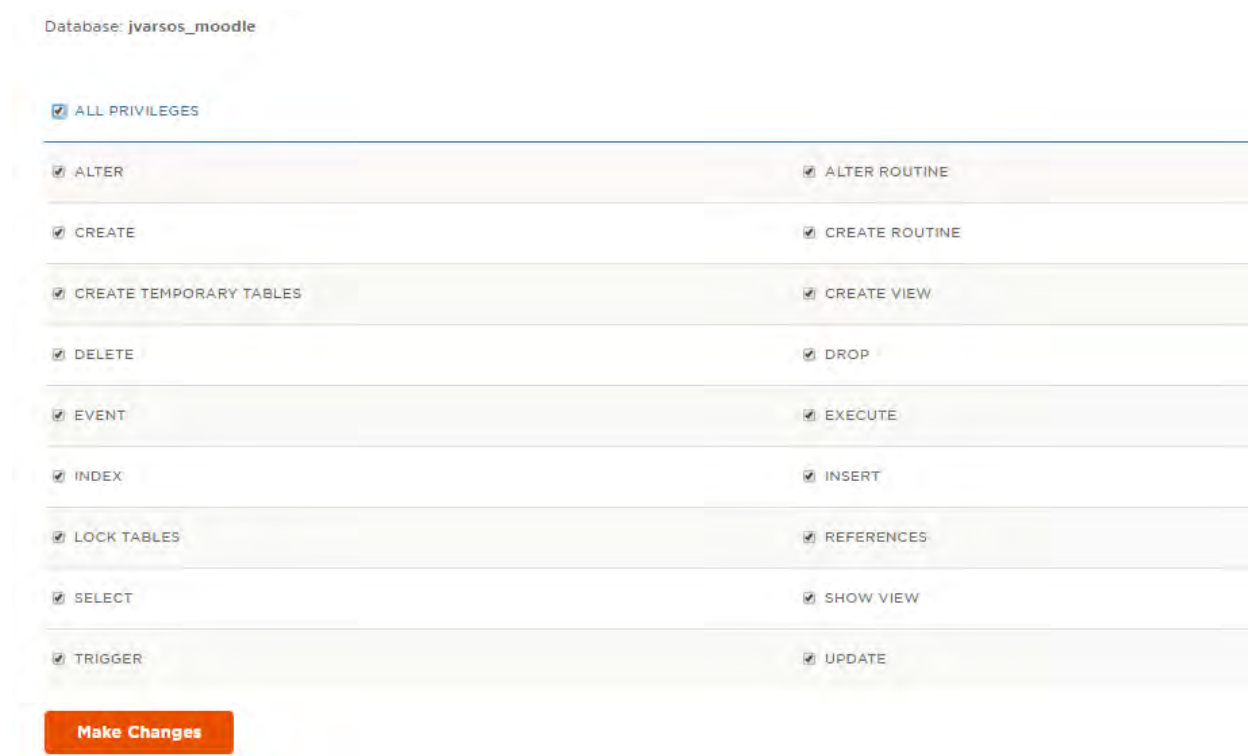 Database: jvarsos_moodle
ALL PRIVILEGES
ALTER ALTER ROUTINE
CREATE CREATE ROUTINE
CREATE TEMPORARY TABLES CREATE VIEW
DELETE DROP
EVENT EXECUTE
INDEX INSERT
LOCK TABLES REFERENCES
SELECT SHOW VIEW
TRIGGER UPDATE
Make Changes